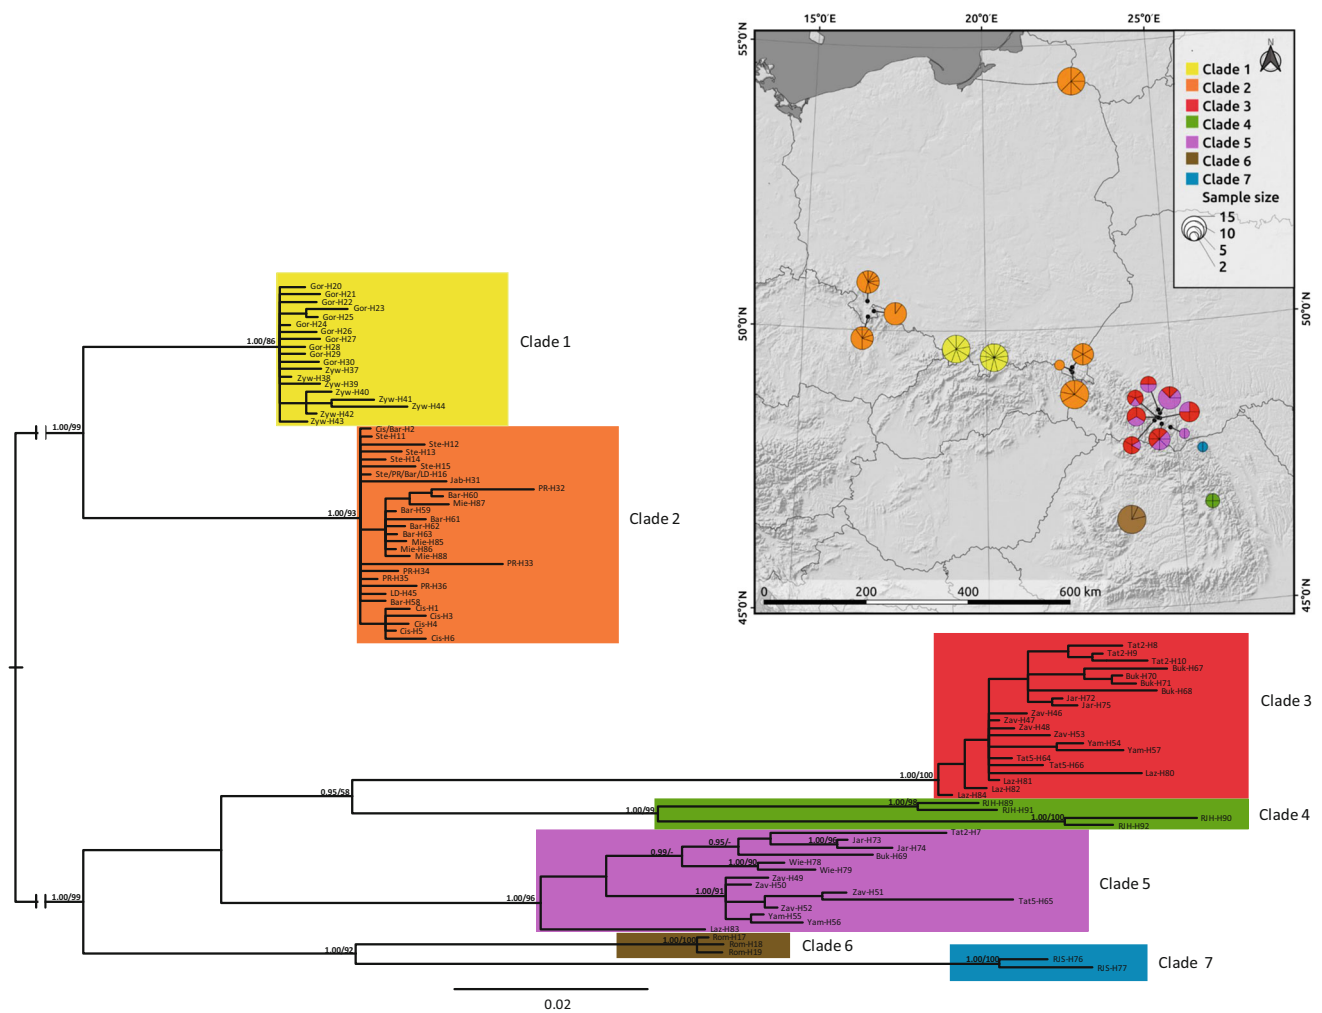 15°0′E 20°0′E 25°0′E
55°0′N
50°0′N
45°0′N
50°0′N
45°0′N
N
Clade 1
Clade 2
Clade 3
Clade 4
Clade 5
Clade 6
Clade 7
Sample size
15
10
5
2
0 200 400 600 km
Gor-H20
Gor-H21
Gor-H22
Gor-H23
Gor-H25
Gor-H24
Gor-H26
Gor-H27
Gor-H28
Gor-H29
Gor-H30
Zyw-H37
Zyw-H38
Zyw-H39
Zyw-H40
Zyw-H41
Zyw-H44
Zyw-H42
Zyw-H43
1.00/86
Clade 1
1.00/99
Cis/Bar-H2
Ste-H11
Ste-H12
Ste-H13
Ste-H14
Ste-H15
Ste/PR/Bar/LD-H16
Jab-H31
PR-H32
Bar-H60
Mie-H87
Bar-H59
Bar-H61
Bar-H62
Bar-H63
Mie-H85
Mie-H86
Mie-H88
PR-H33
PR-H34
PR-H35
PR-H36
LD-H45
Bar-H58
Cis-H1
Cis-H3
Cis-H4
Cis-H5
Cis-H6
1.00/93
Clade 2
Tat2-H8
Tat2-H9
Tat2-H10
Buk-H67
Buk-H70
Buk-H71
Buk-H68
Jar-H72
Jar-H75
Zav-H46
Zav-H47
Zav-H48
Zav-H53
Yam-H54
Yam-H57
Tat5-H64
Tat5-H66
Laz-H80
Laz-H81
Laz-H82
Laz-H84
1.00/100
Clade 3
0.95/58
1.00/99
1.00/98
RJH-H89
RJH-H91
1.00/100
RJH-H90
RJH-H92
Clade 4
Tat2-H7
0.95/-
1.00/96
Jar-H73
Jar-H74
0.99/-
Buk-H69
1.00/90
Wie-H78
Wie-H79
Zav-H49
Zav-H50
1.00/91
Zav-H51
Tat5-H65
Zav-H52
Yam-H55
Yam-H56
Laz-H83
1.00/96
Clade 5
1.00/99
1.00/92
1.00/100
Rom-H17
Rom-H18
Rom-H19
Clade 6
1.00/100
RJS-H76
RJS-H77
Clade 7
0.02